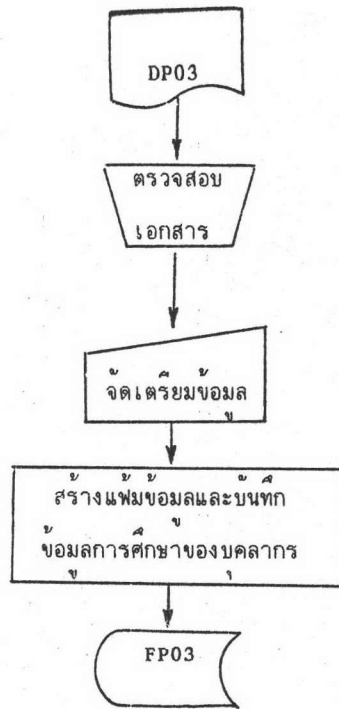 DP03
ตรวจสอบ
เอกสาร
จัดเตรียมข้อมูล
สร้างแฟ้มข้อมูลและบันทึก
ข้อมูลการศึกษาของบุคลากร
FP03